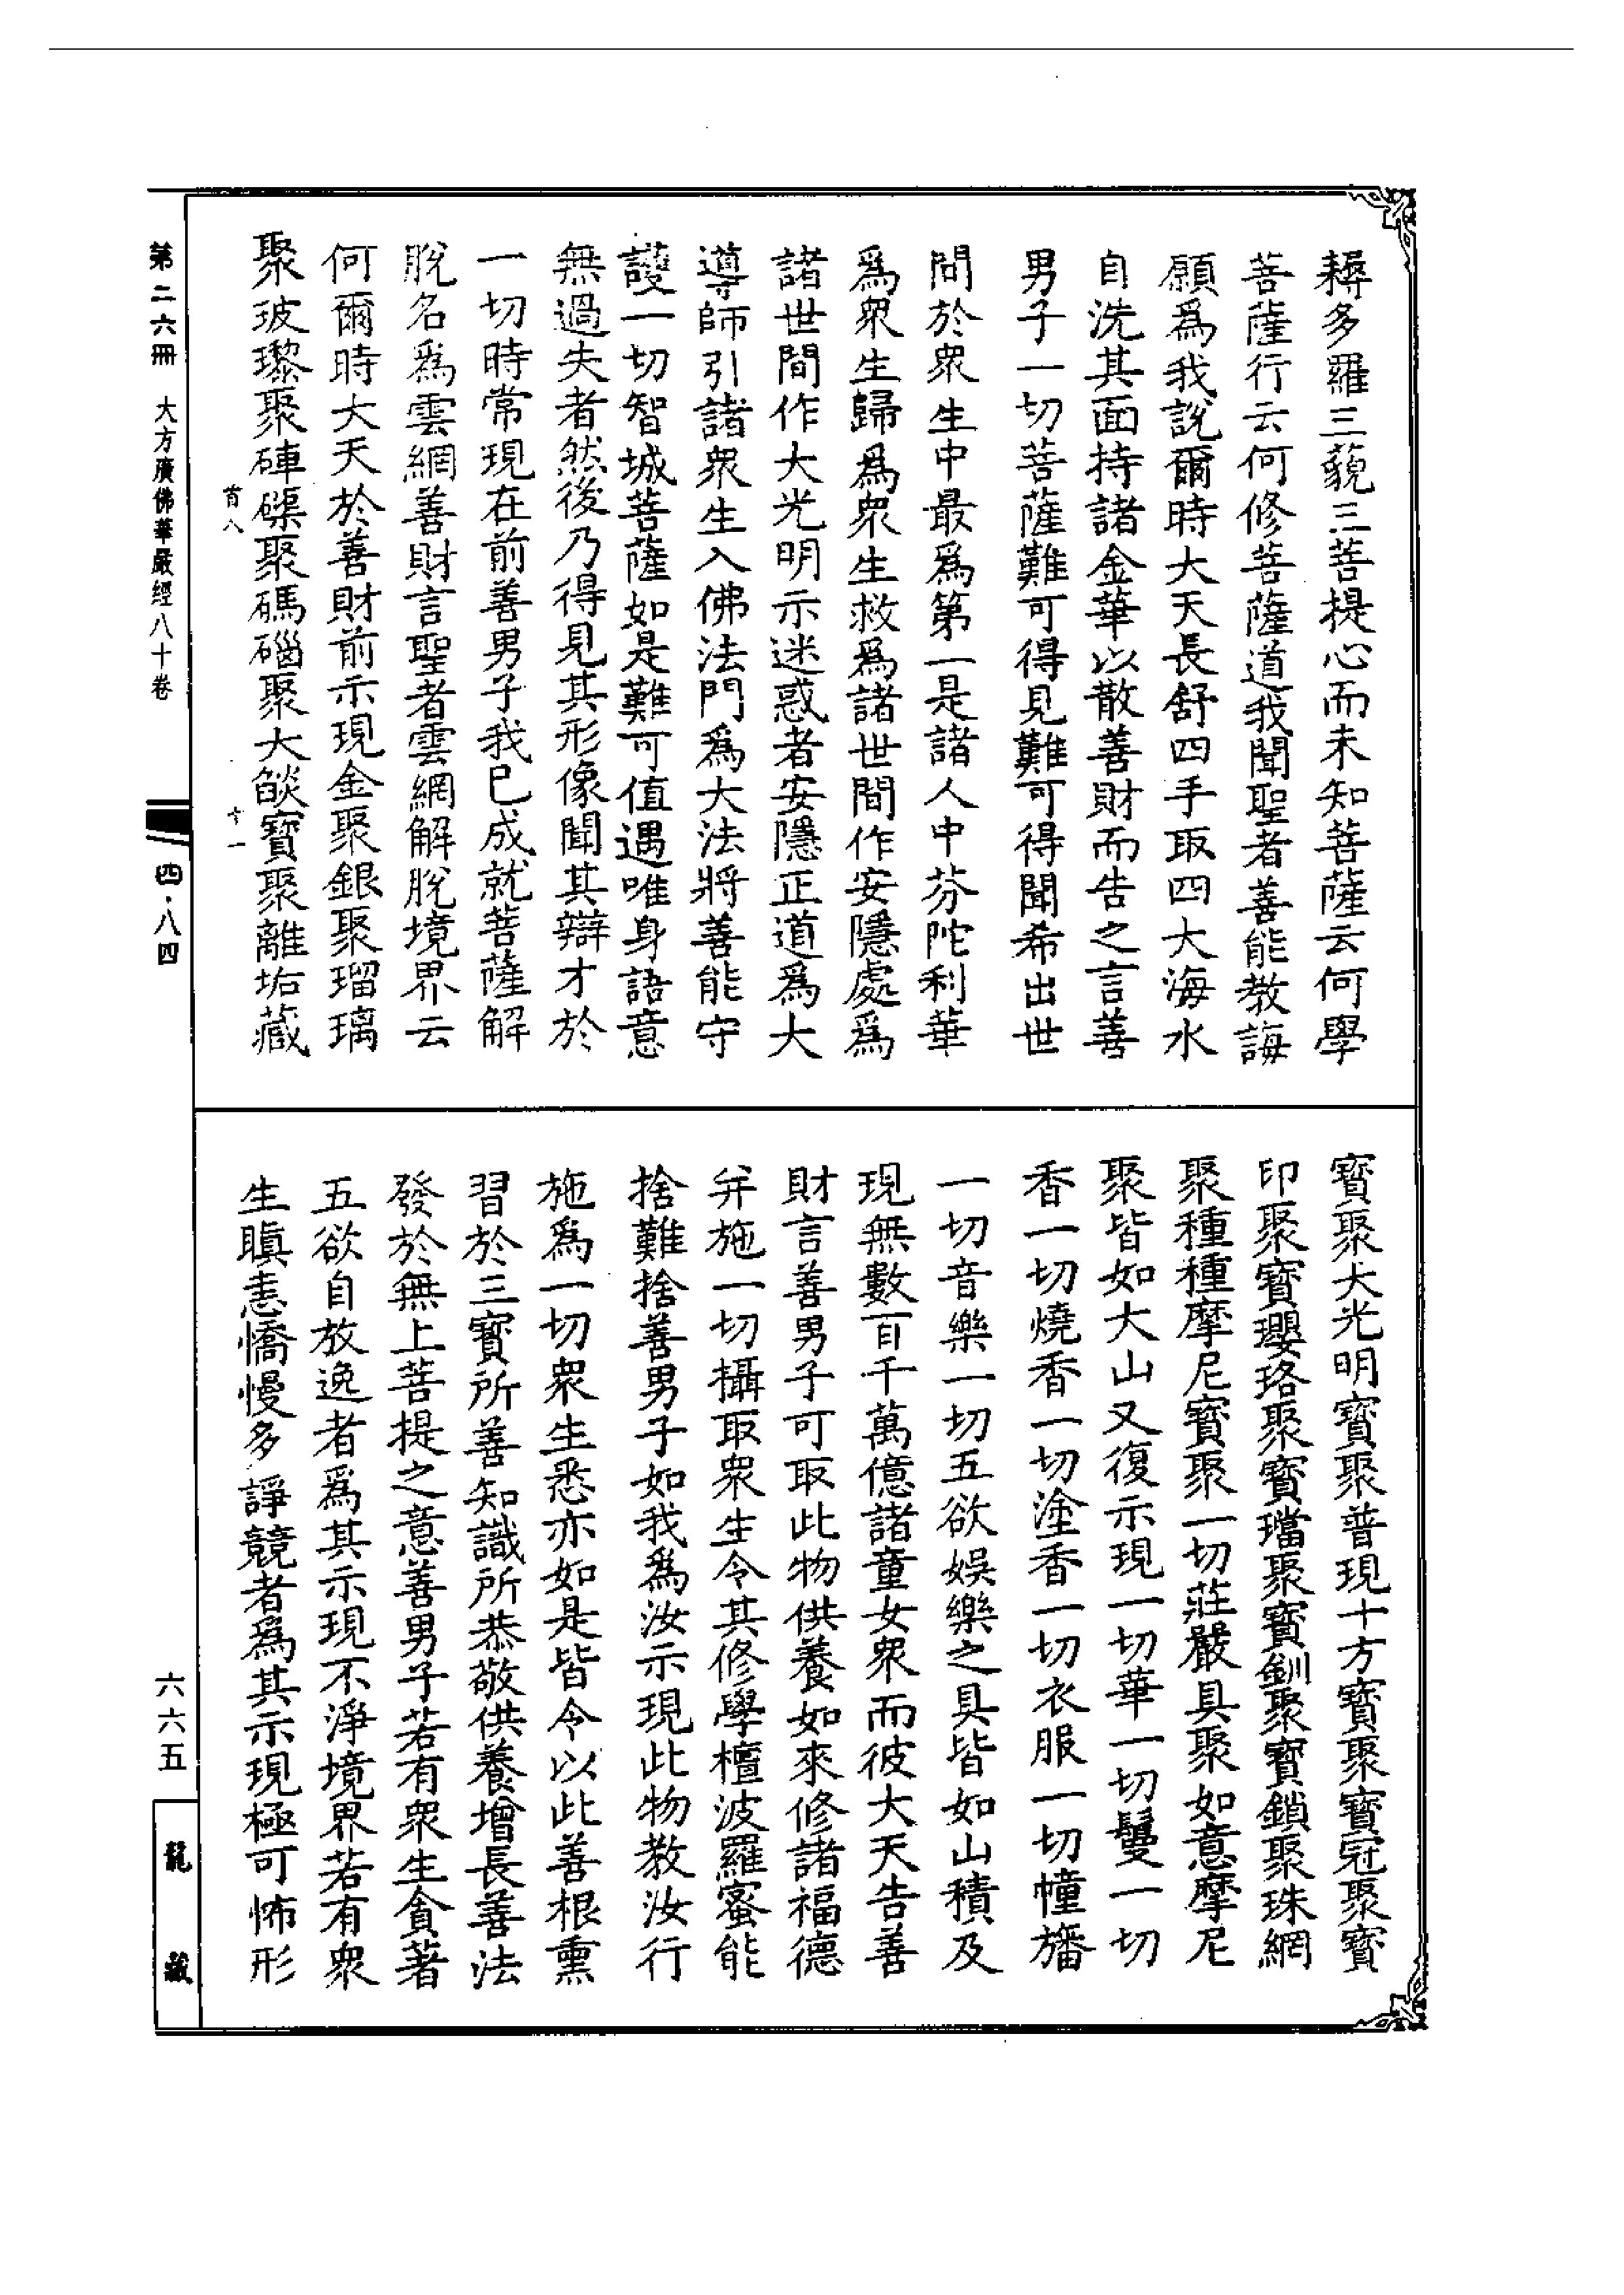 耨多羅三藐三菩提心而未知菩薩云何學
菩薩行云何修菩薩道我聞聖者善能教誨
願爲我說爾時大天長舒四手取四大海水
自洗其面持諸金華以散善財而告之言善
男子一切菩薩難可得見難可得聞希出世
間於衆生中最爲第一是諸人中芬陀利華
爲衆生歸爲衆生救爲諸世間作安隱處爲
諸世間作大光明示迷惑者安隱正道爲大
導師引諸衆生入佛法門爲大法將善能守
護一切智城菩薩如是難可值遇唯身語意
無過失者然後乃得見其形像聞其辯才於
一切時常現在前善男子我已成就菩薩解
脫名爲雲網善財言聖者雲網解脫境界云
何爾時大天於善財前示現金聚銀聚瑠璃
聚玻瓈聚硨磲聚碼碯聚大燄寶聚離垢藏
寶聚大光明寶聚普現十方寶聚寶冠聚寶
印聚寶瓔珞聚寶璫聚寶釧聚寶鎖聚珠網
聚種種摩尼寶聚一切莊嚴具聚如意摩尼
聚皆如大山又復示現一切華一切鬘一切
香一切燒香一切塗香一切衣服一切幢旛
一切音樂一切五欲娛樂之具皆如山積及
現無數百千萬億諸童女衆而彼大天告善
財言善男子可取此物供養如來修諸福德
并施一切攝取衆生令其修學檀波羅蜜能
捨難捨善男子如我爲汝示現此物教汝行
施爲一切衆生悉亦如是皆令以此善根熏
習於三寶所善知識所恭敬供養增長善法
發於無上菩提之意善男子若有衆生貪著
五欲自放逸者爲其示現不淨境界若有衆
生瞋恚憍慢多諍競者爲其示現極可怖形
首八
第二六冊 大方廣佛華嚴經八十卷
四·八四
六六五
龍藏